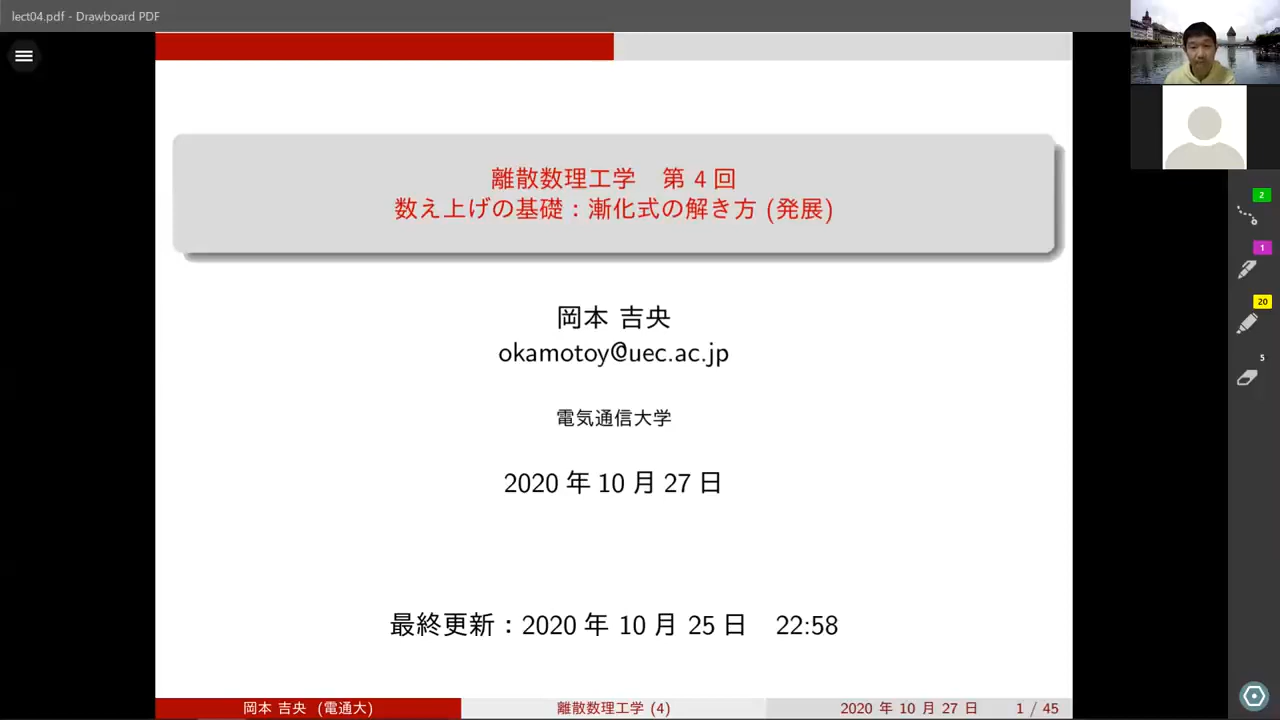 lect04.pdf - Drawboard PDF
離散数理工学　第 4 回
数え上げの基礎：漸化式の解き方 (発展)
岡本 吉央
okamotoy@uec.ac.jp
電気通信大学
2020 年 10 月 27 日
最終更新：2020 年 10 月 25 日　22:58
岡本 吉央 (電通大)
離散数理工学 (4)
2020 年 10 月 27 日
1 / 45
2
1
20
5